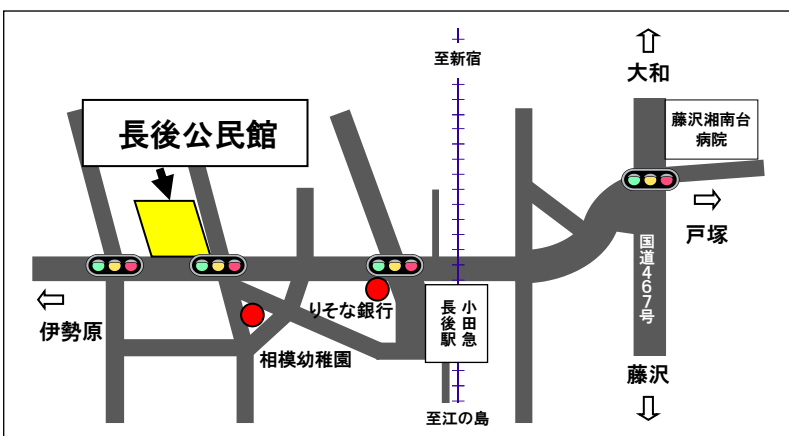 至新宿
大和
長後公民館
藤沢湘南台
病院
戸塚
国道467号
りそな銀行
小田急
長後駅
伊勢原
相模幼稚園
藤沢
至江の島